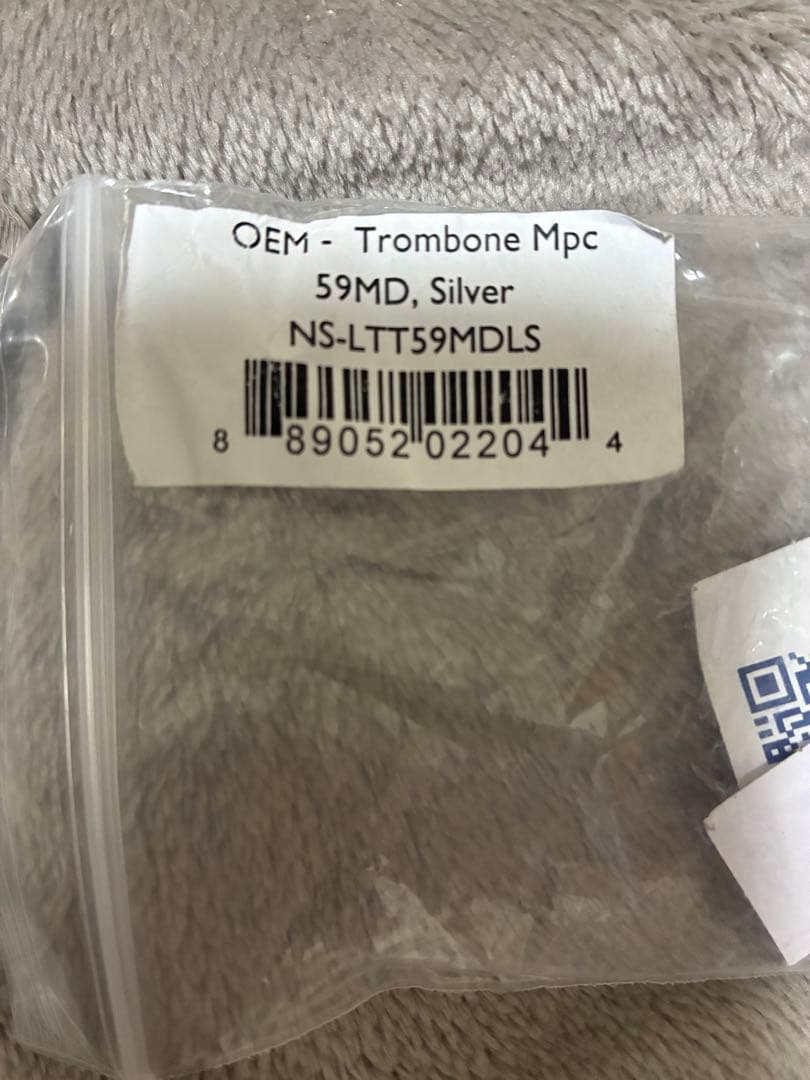 OEM - Trombone Mpc
59MD, Silver
NS-LTT59MDLS
8 89052 02204 4